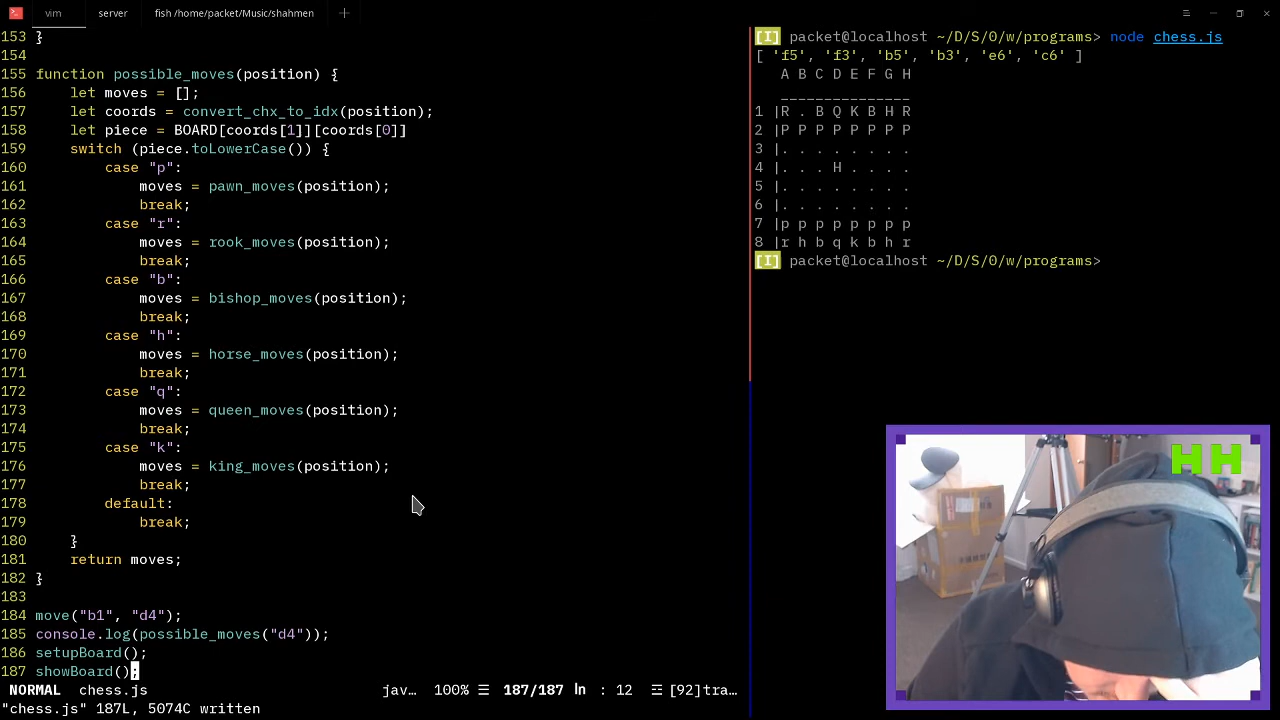 vim server fish /home/packet/Music/shahmen +
153 }
154
155 function possible_moves(position) {
156     let moves = [];
157     let coords = convert_chx_to_idx(position);
158     let piece = BOARD[coords[1]][coords[0]]
159     switch (piece.toLowerCase()) {
160         case "p":
161             moves = pawn_moves(position);
162             break;
163         case "r":
164             moves = rook_moves(position);
165             break;
166         case "b":
167             moves = bishop_moves(position);
168             break;
169         case "h":
170             moves = horse_moves(position);
171             break;
172         case "q":
173             moves = queen_moves(position);
174             break;
175         case "k":
176             moves = king_moves(position);
177             break;
178         default:
179             break;
180     }
181     return moves;
182 }
183
184 move("b1", "d4");
185 console.log(possible_moves("d4"));
186 setupBoard();
187 showBoard();
NORMAL chess.js jav… 100% ☰ 187/187 ln : 12 ☲ [92]tra…
"chess.js" 187L, 5074C written
[I] packet@localhost ~/D/S/0/w/programs> node chess.js
[ 'f5', 'f3', 'b5', 'b3', 'e6', 'c6' ]
A B C D E F G H
_______________
1 |R . B Q K B H R
2 |P P P P P P P P
3 |. . . . . . . .
4 |. . . H . . . .
5 |. . . . . . . .
6 |. . . . . . . .
7 |p p p p p p p p
8 |r h b q k b h r
[I] packet@localhost ~/D/S/0/w/programs>
HH